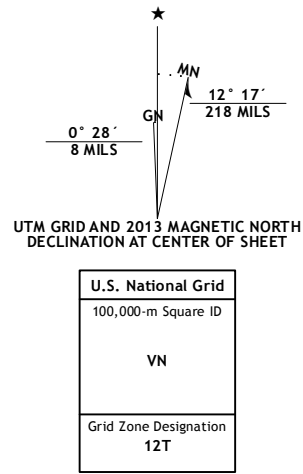 ★
MN
12° 17´
218 MILS
GN
0° 28´
8 MILS
UTM GRID AND 2013 MAGNETIC NORTH
DECLINATION AT CENTER OF SHEET
U.S. National Grid
100,000-m Square ID
VN
Grid Zone Designation
12T